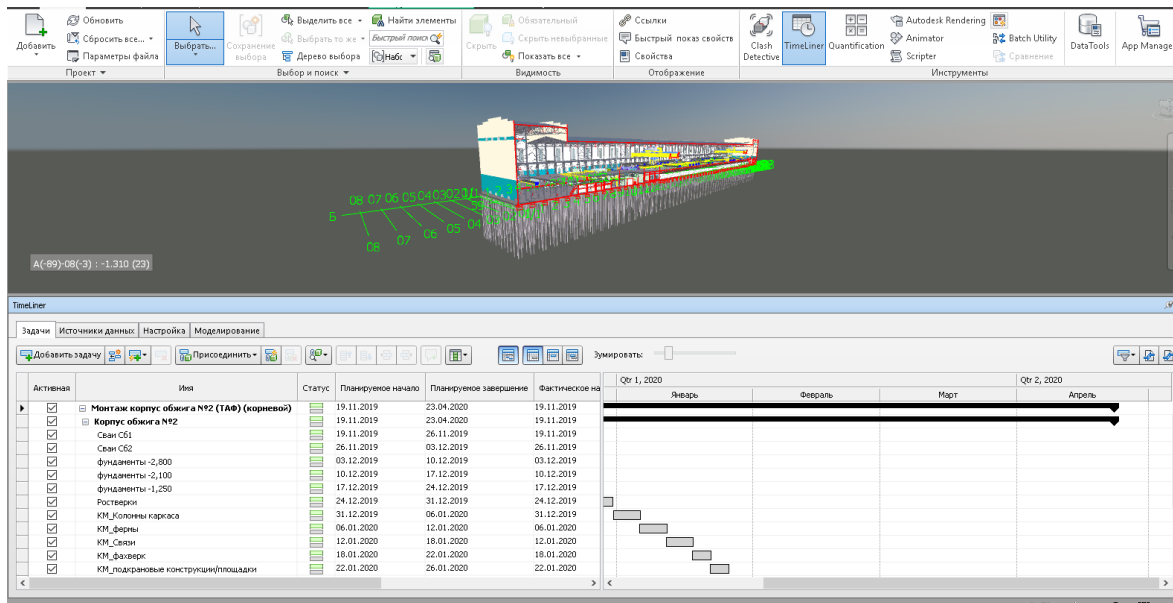 Обновить
Сбросить все...
Параметры файла
Добавить
Проект
Выбрать...
Сохранение выбора
Выделить все
Выбрать то же
Дерево выбора
Найти элементы
Быстрый поиск
Выбор и поиск
Скрыть
Обязательный
Скрыть невыбранные
Показать все
Видимость
Ссылки
Быстрый показ свойств
Свойства
Отображение
Clash Detective
TimeLiner
Quantification
Autodesk Rendering
Animator
Scripter
Batch Utility
Сравнение
DataTools
App Manage
Инструменты
08 07 06 05
Б
08 07 06 05 04
A(-89)-08(-3) : -1.310 (23)
TimeLiner
Задачи Источники данных Настройка Моделирование
Добавить задачу Присоединить Зумировать:
Активная Имя Статус Планируемое начало Планируемое завершение Фактическое на
Qtr 1, 2020 Qtr 2, 2020
Январь Февраль Март Апрель
Монтаж корпус обжига №2 (ТАФ) (корневой) 19.11.2019 23.04.2020 19.11.2019
Корпус обжига №2 19.11.2019 23.04.2020 19.11.2019
Сваи Сб1 19.11.2019 26.11.2019 19.11.2019
Сваи Сб2 26.11.2019 03.12.2019 26.11.2019
фундаменты -2,800 03.12.2019 10.12.2019 03.12.2019
фундаменты -2,100 10.12.2019 17.12.2019 10.12.2019
фундаменты -1,250 17.12.2019 24.12.2019 17.12.2019
Ростверки 24.12.2019 31.12.2019 24.12.2019
КМ_Колонны каркаса 31.12.2019 06.01.2020 31.12.2019
КМ_фермы 06.01.2020 12.01.2020 06.01.2020
КМ_Связи 12.01.2020 18.01.2020 12.01.2020
КМ_фахверк 18.01.2020 22.01.2020 18.01.2020
КМ_подкрановые конструкции/площадки 22.01.2020 26.01.2020 22.01.2020